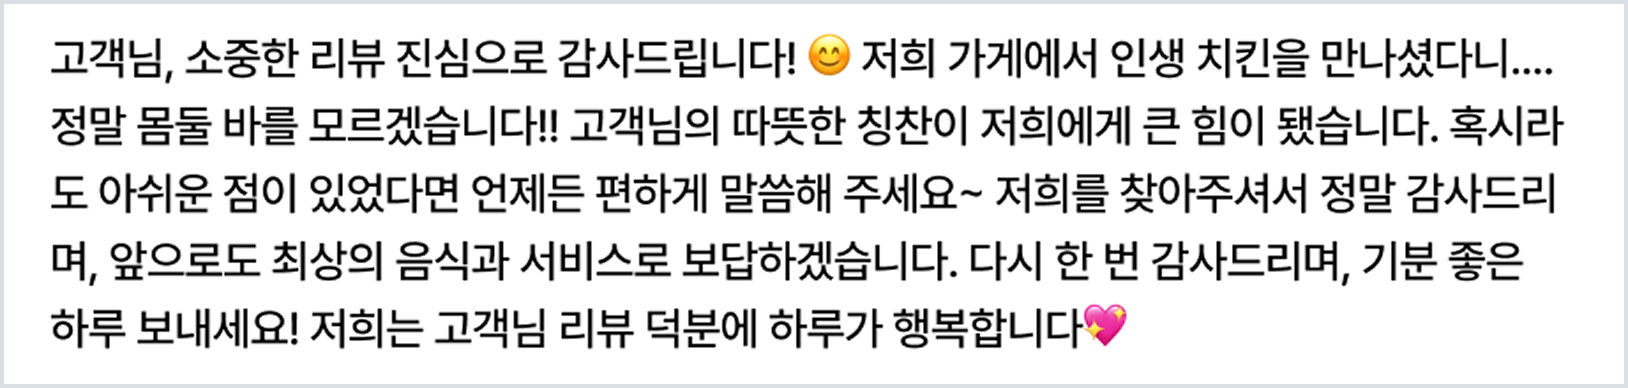 고객님, 소중한 리뷰 진심으로 감사드립니다! 😊 저희 가게에서 인생 치킨을 만나셨다니....
정말 몸둘 바를 모르겠습니다!! 고객님의 따뜻한 칭찬이 저희에게 큰 힘이 됐습니다. 혹시라
도 아쉬운 점이 있었다면 언제든 편하게 말씀해 주세요~ 저희를 찾아주셔서 정말 감사드리
며, 앞으로도 최상의 음식과 서비스로 보답하겠습니다. 다시 한 번 감사드리며, 기분 좋은
하루 보내세요! 저희는 고객님 리뷰 덕분에 하루가 행복합니다💖